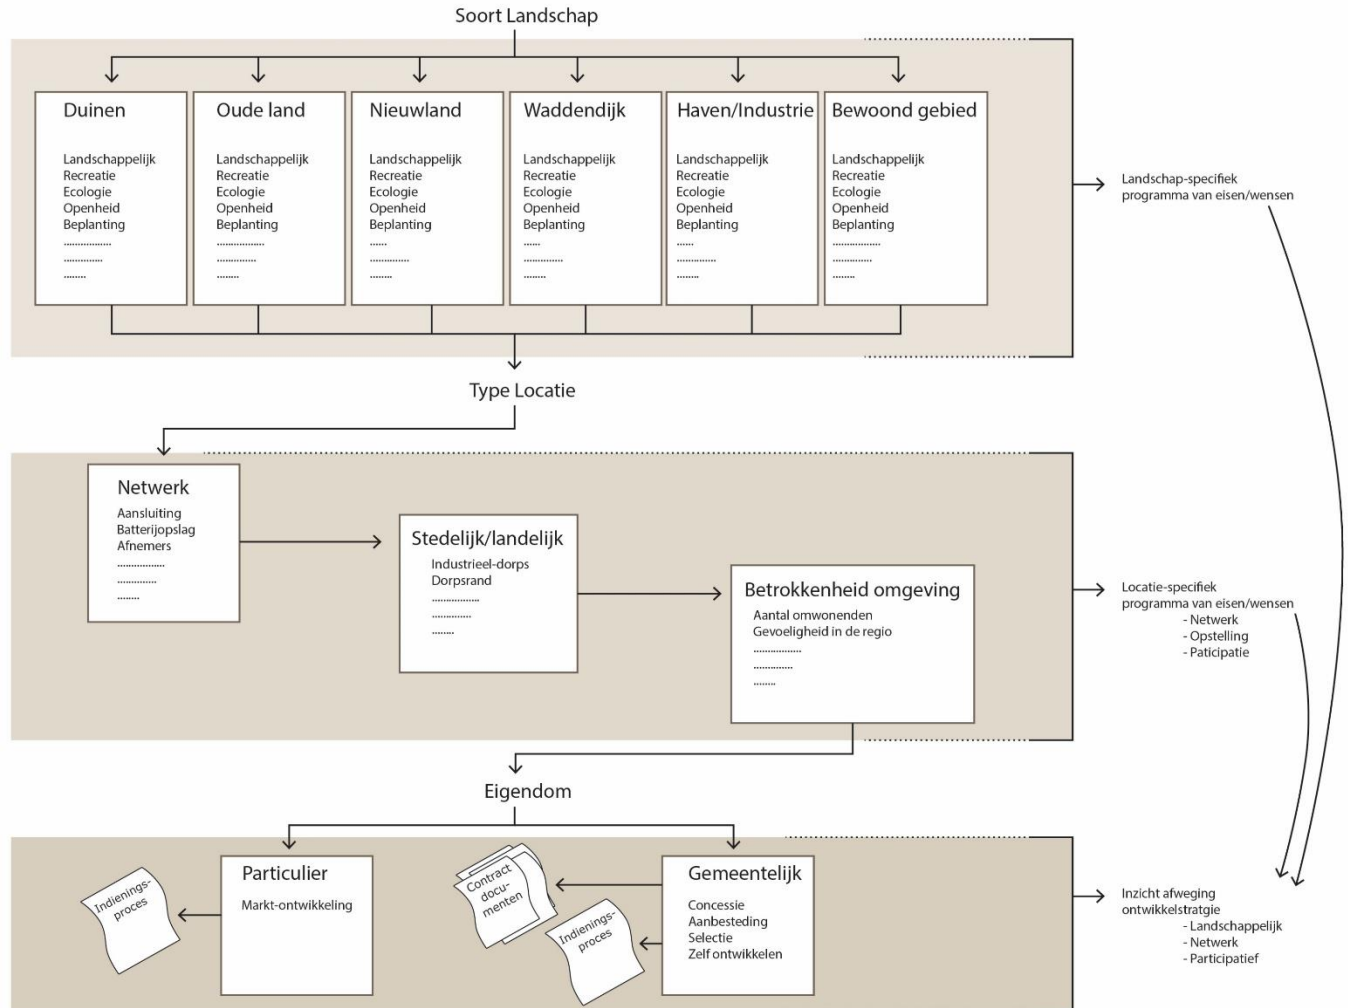 Soort Landschap
Duinen
Landschappelijk
Recreatie
Ecologie
Openheid
Beplanting
.................
..............
........
Oude land
Landschappelijk
Recreatie
Ecologie
Openheid
Beplanting
.................
..............
........
Nieuwland
Landschappelijk
Recreatie
Ecologie
Openheid
Beplanting
......
..............
........
Waddendijk
Landschappelijk
Recreatie
Ecologie
Openheid
Beplanting
......
..............
........
Haven/Industrie
Landschappelijk
Recreatie
Ecologie
Openheid
Beplanting
......
..............
........
Bewoond gebied
Landschappelijk
Recreatie
Ecologie
Openheid
Beplanting
.................
..............
........
Landschap-specifiek
programma van eisen/wensen
Type Locatie
Netwerk
Aansluiting
Batterijopslag
Afnemers
.................
..............
........
Stedelijk/landelijk
Industrieel-dorps
Dorpsrand
.................
..............
........
Betrokkenheid omgeving
Aantal omwonenden
Gevoeligheid in de regio
.................
..............
........
Locatie-specifiek
programma van eisen/wensen
- Netwerk
- Opstelling
- Paticipatie
Eigendom
Indienings-
proces
Particulier
Markt-ontwikkeling
Contract
docu-
menten
Indienings-
proces
Gemeentelijk
Concessie
Aanbesteding
Selectie
Zelf ontwikkelen
Inzicht afweging
ontwikkelstratgie
- Landschappelijk
- Netwerk
- Participatief